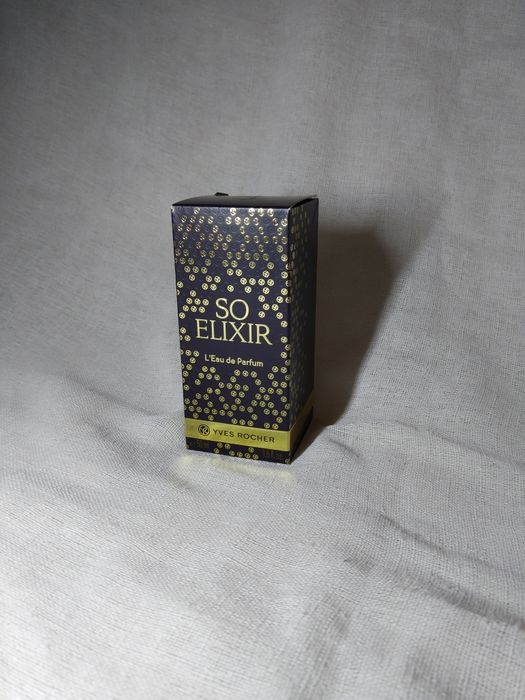 SO
ELIXIR
L'Eau de Parfum
YVES ROCHER